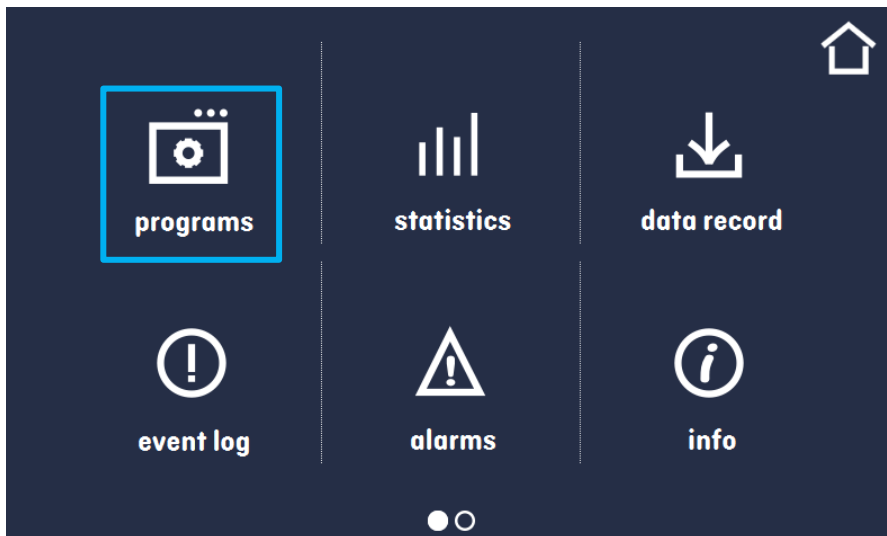 programs
statistics
data record
event log
alarms
info